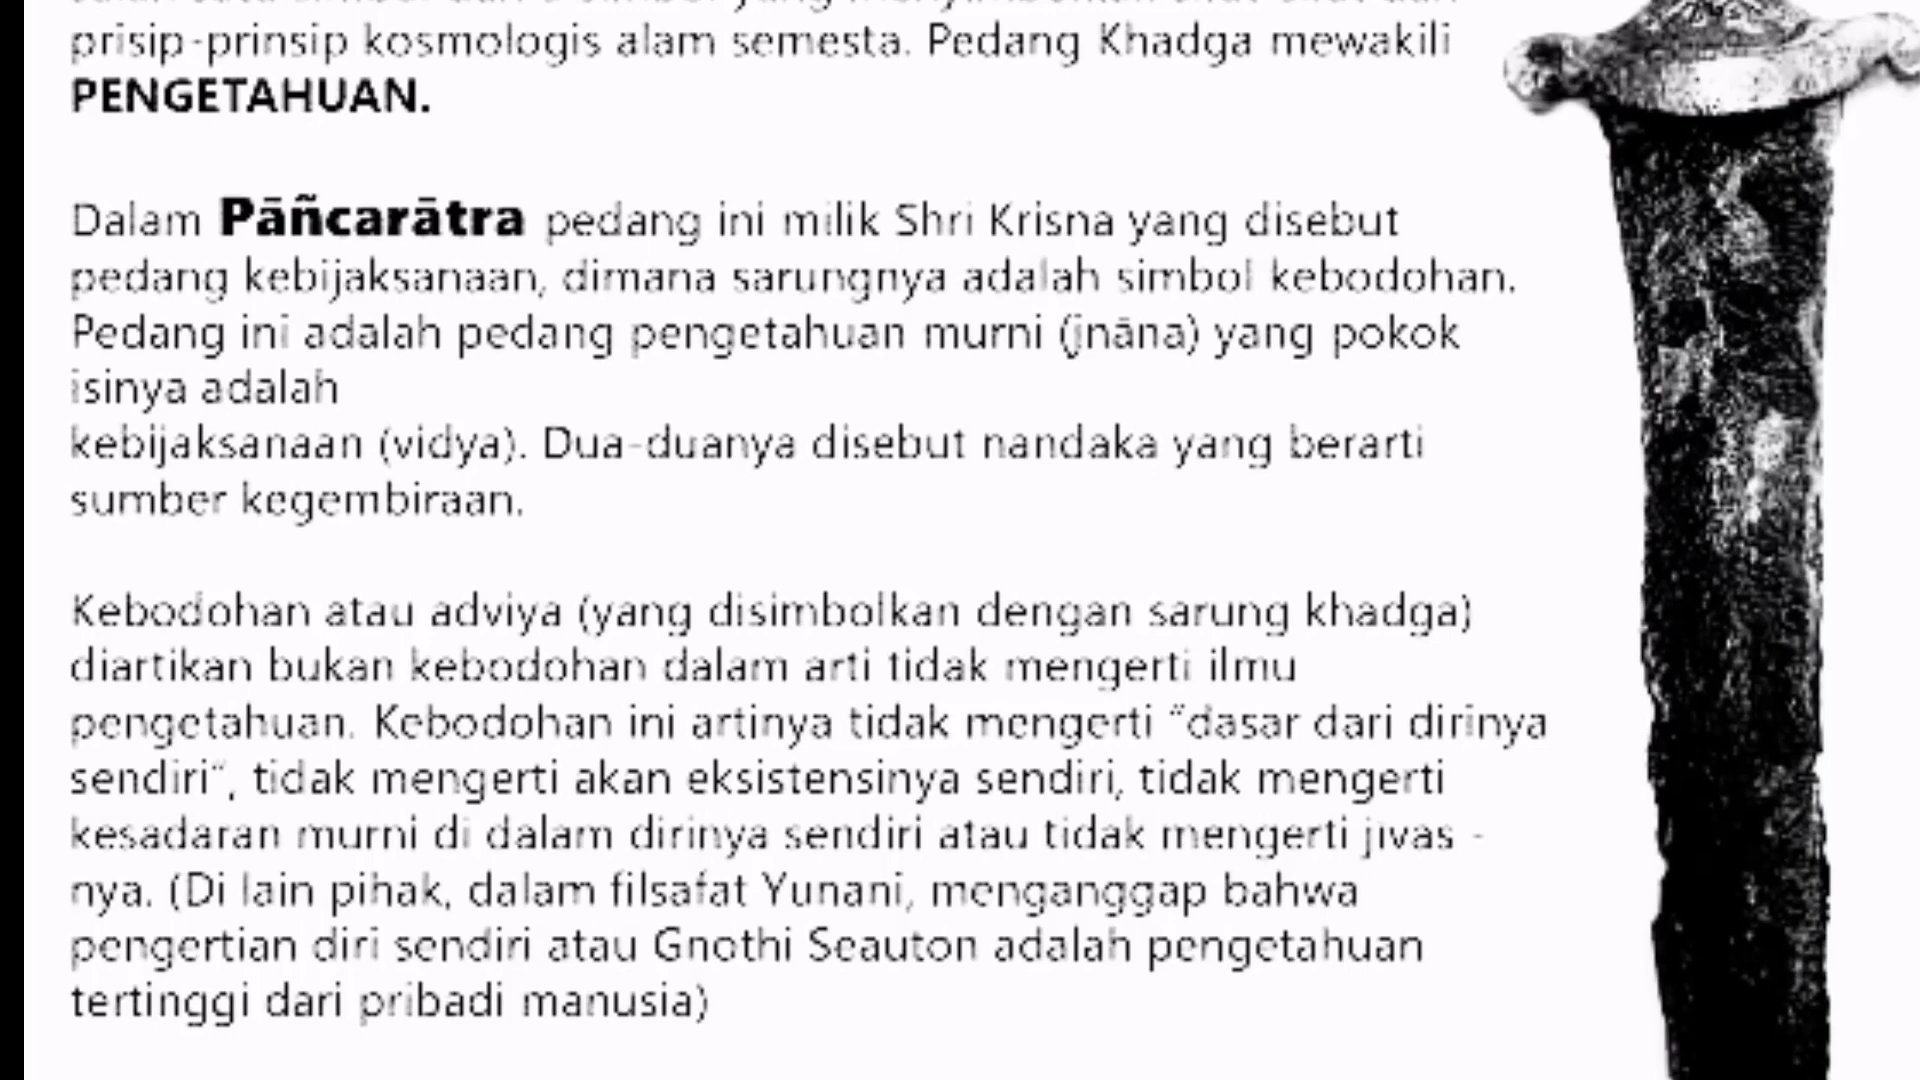 prisip-prinsip kosmologis alam semesta. Pedang Khadga mewakili
PENGETAHUAN.
Dalam Pāñcarātra pedang ini milik Shri Krisna yang disebut
pedang kebijaksanaan, dimana sarungnya adalah simbol kebodohan.
Pedang ini adalah pedang pengetahuan murni (jnāna) yang pokok
isinya adalah
kebijaksanaan (vidya). Dua-duanya disebut nandaka yang berarti
sumber kegembiraan.
Kebodohan atau adviya (yang disimbolkan dengan sarung khadga)
diartikan bukan kebodohan dalam arti tidak mengerti ilmu
pengetahuan. Kebodohan ini artinya tidak mengerti "dasar dari dirinya
sendiri", tidak mengerti akan eksistensinya sendiri, tidak mengerti
kesadaran murni di dalam dirinya sendiri atau tidak mengerti jivas -
nya. (Di lain pihak, dalam filsafat Yunani, menganggap bahwa
pengertian diri sendiri atau Gnothi Seauton adalah pengetahuan
tertinggi dari pribadi manusia)